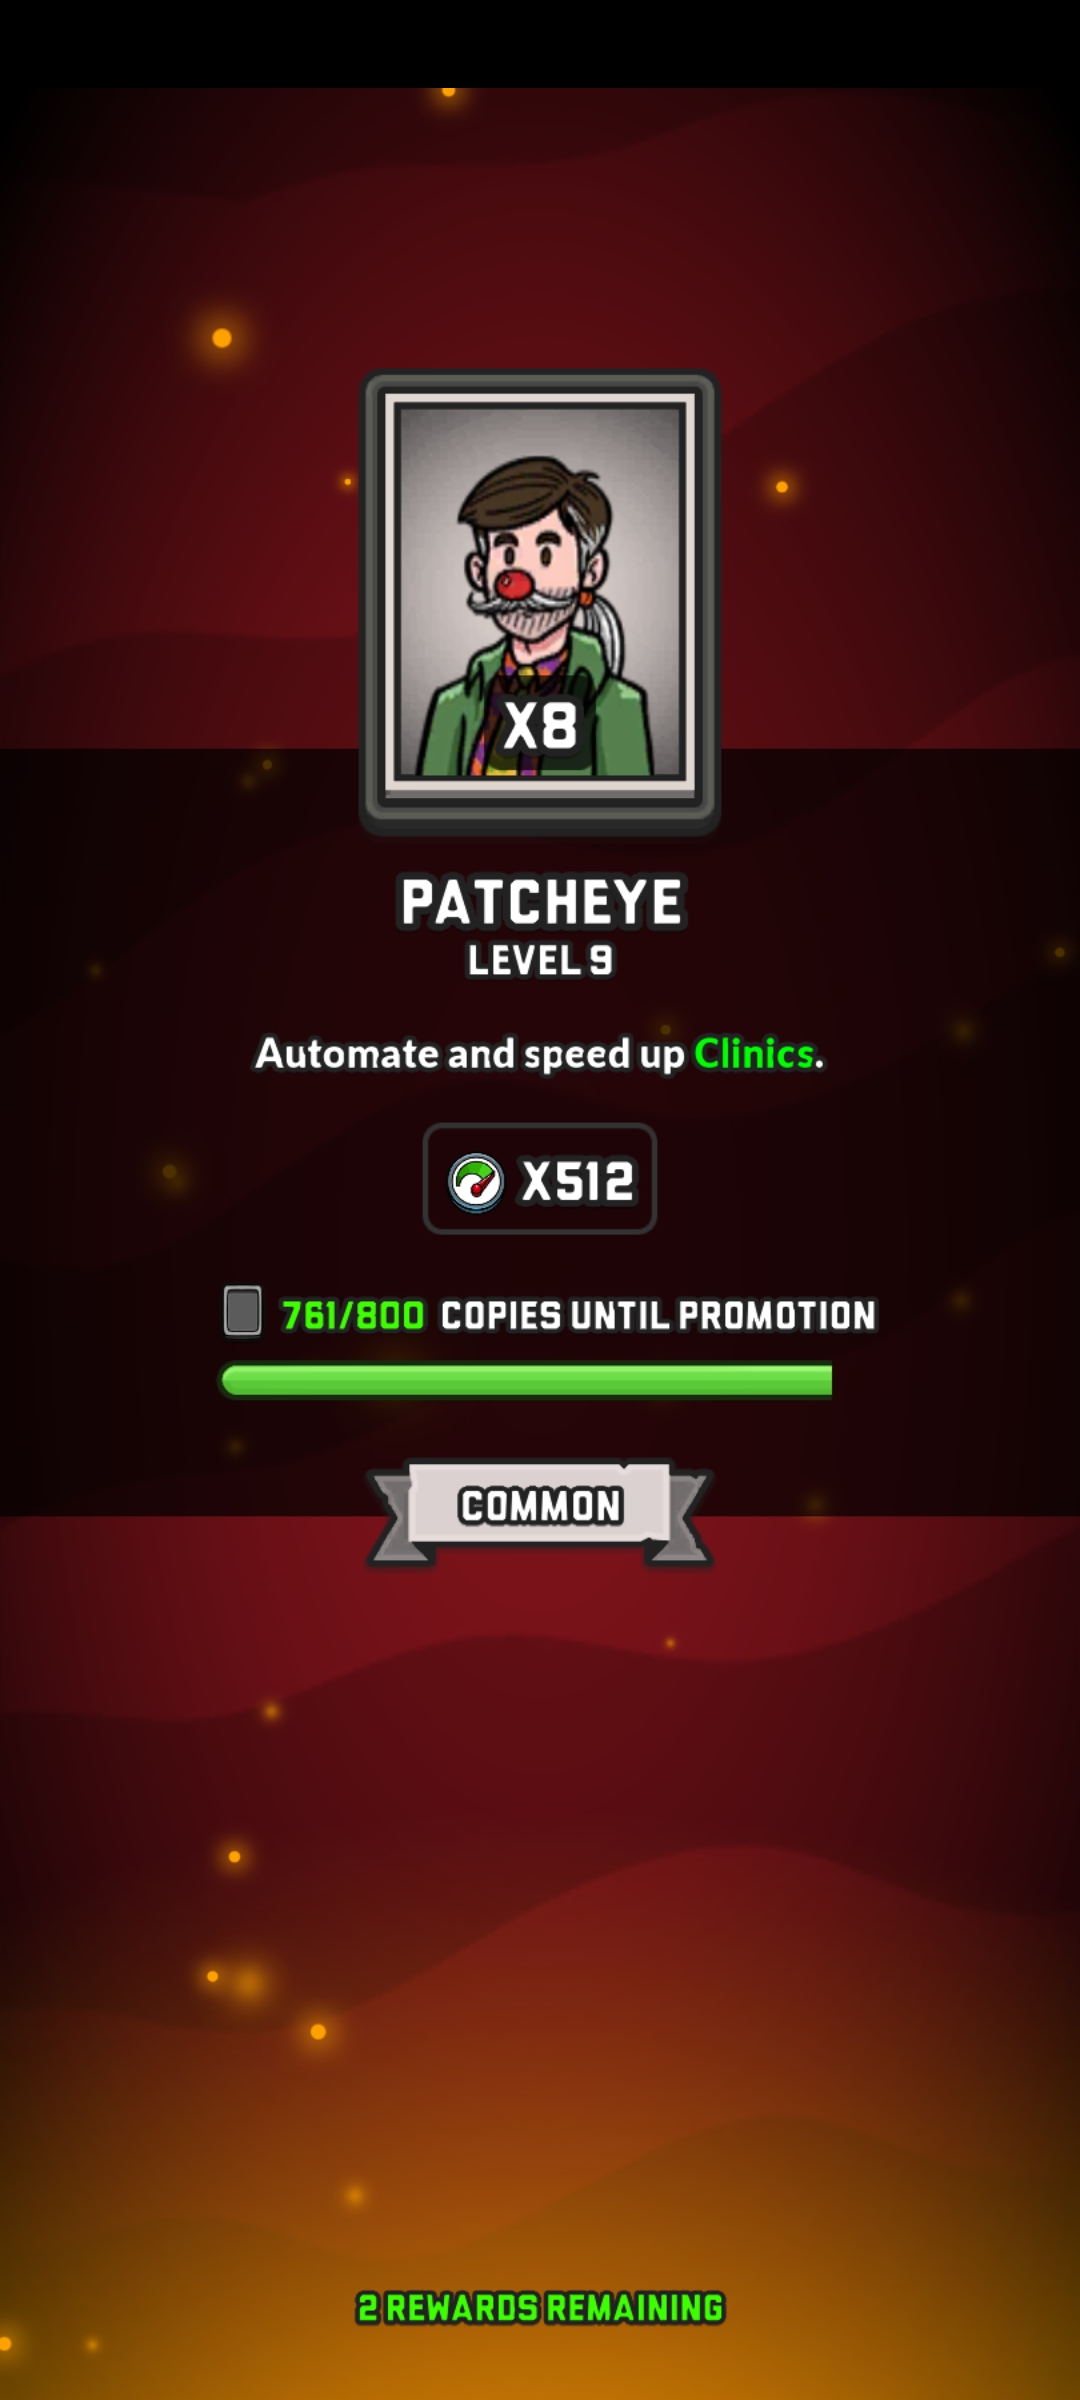 X8
PATCHEYE
LEVEL 9
Automate and speed up Clinics.
X512
761/800 COPIES UNTIL PROMOTION
COMMON
2 REWARDS REMAINING